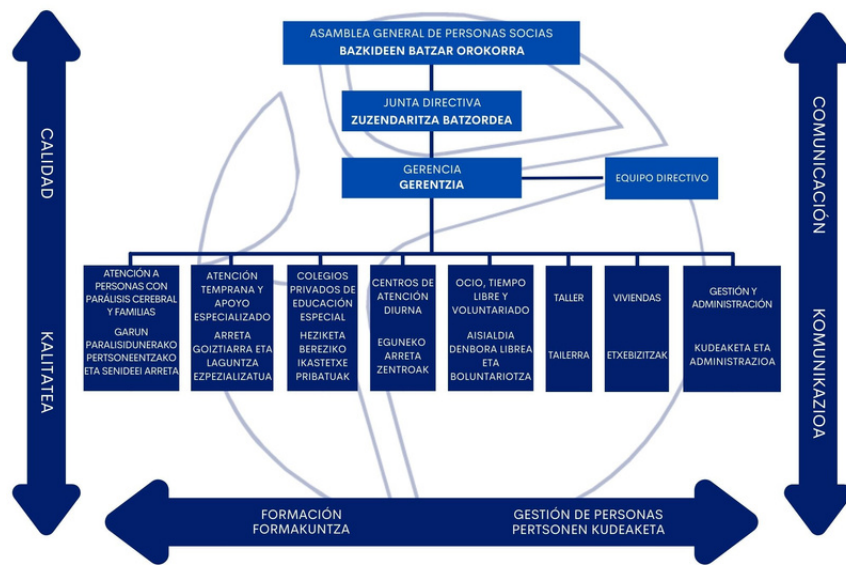 ASAMBLEA GENERAL DE PERSONAS SOCIAS
BAZKIDEEN BATZAR OROKORRA
JUNTA DIRECTIVA
ZUZENDARITZA BATZORDEA
GERENCIA
GERENTZIA
EQUIPO DIRECTIVO
CALIDAD
KALITATEA
COMUNICACIÓN
KOMUNIKAZIOA
ATENCIÓN A
PERSONAS CON
PARÁLISIS CEREBRAL
Y FAMILIAS
GARUN
PARALISIDUNERAKO
PERTSONEENTZAKO
ETA SENIDEEI ARRETA
ATENCIÓN
TEMPRANA Y
APOYO
ESPECIALIZADO
ARRETA
GOIZTIARRA ETA
LAGUNTZA
EZPEZIALIZATUA
COLEGIOS
PRIVADOS DE
EDUCACIÓN
ESPECIAL
HEZIKETA
BEREZIKO
IKASTETXE
PRIBATUAK
CENTROS DE
ATENCIÓN
DIURNA
EGUNEKO
ARRETA
ZENTROAK
OCIO, TIEMPO
LIBRE Y
VOLUNTARIADO
AISIALDIA
DENBORA LIBREA
ETA
BOLUNTARIOTZA
TALLER
TAILERRA
VIVIENDAS
ETXEBIZITZAK
GESTIÓN Y
ADMINISTRACIÓN
KUDEAKETA ETA
ADMINISTRAZIOA
FORMACIÓN
FORMAKUNTZA
GESTIÓN DE PERSONAS
PERTSONEN KUDEAKETA